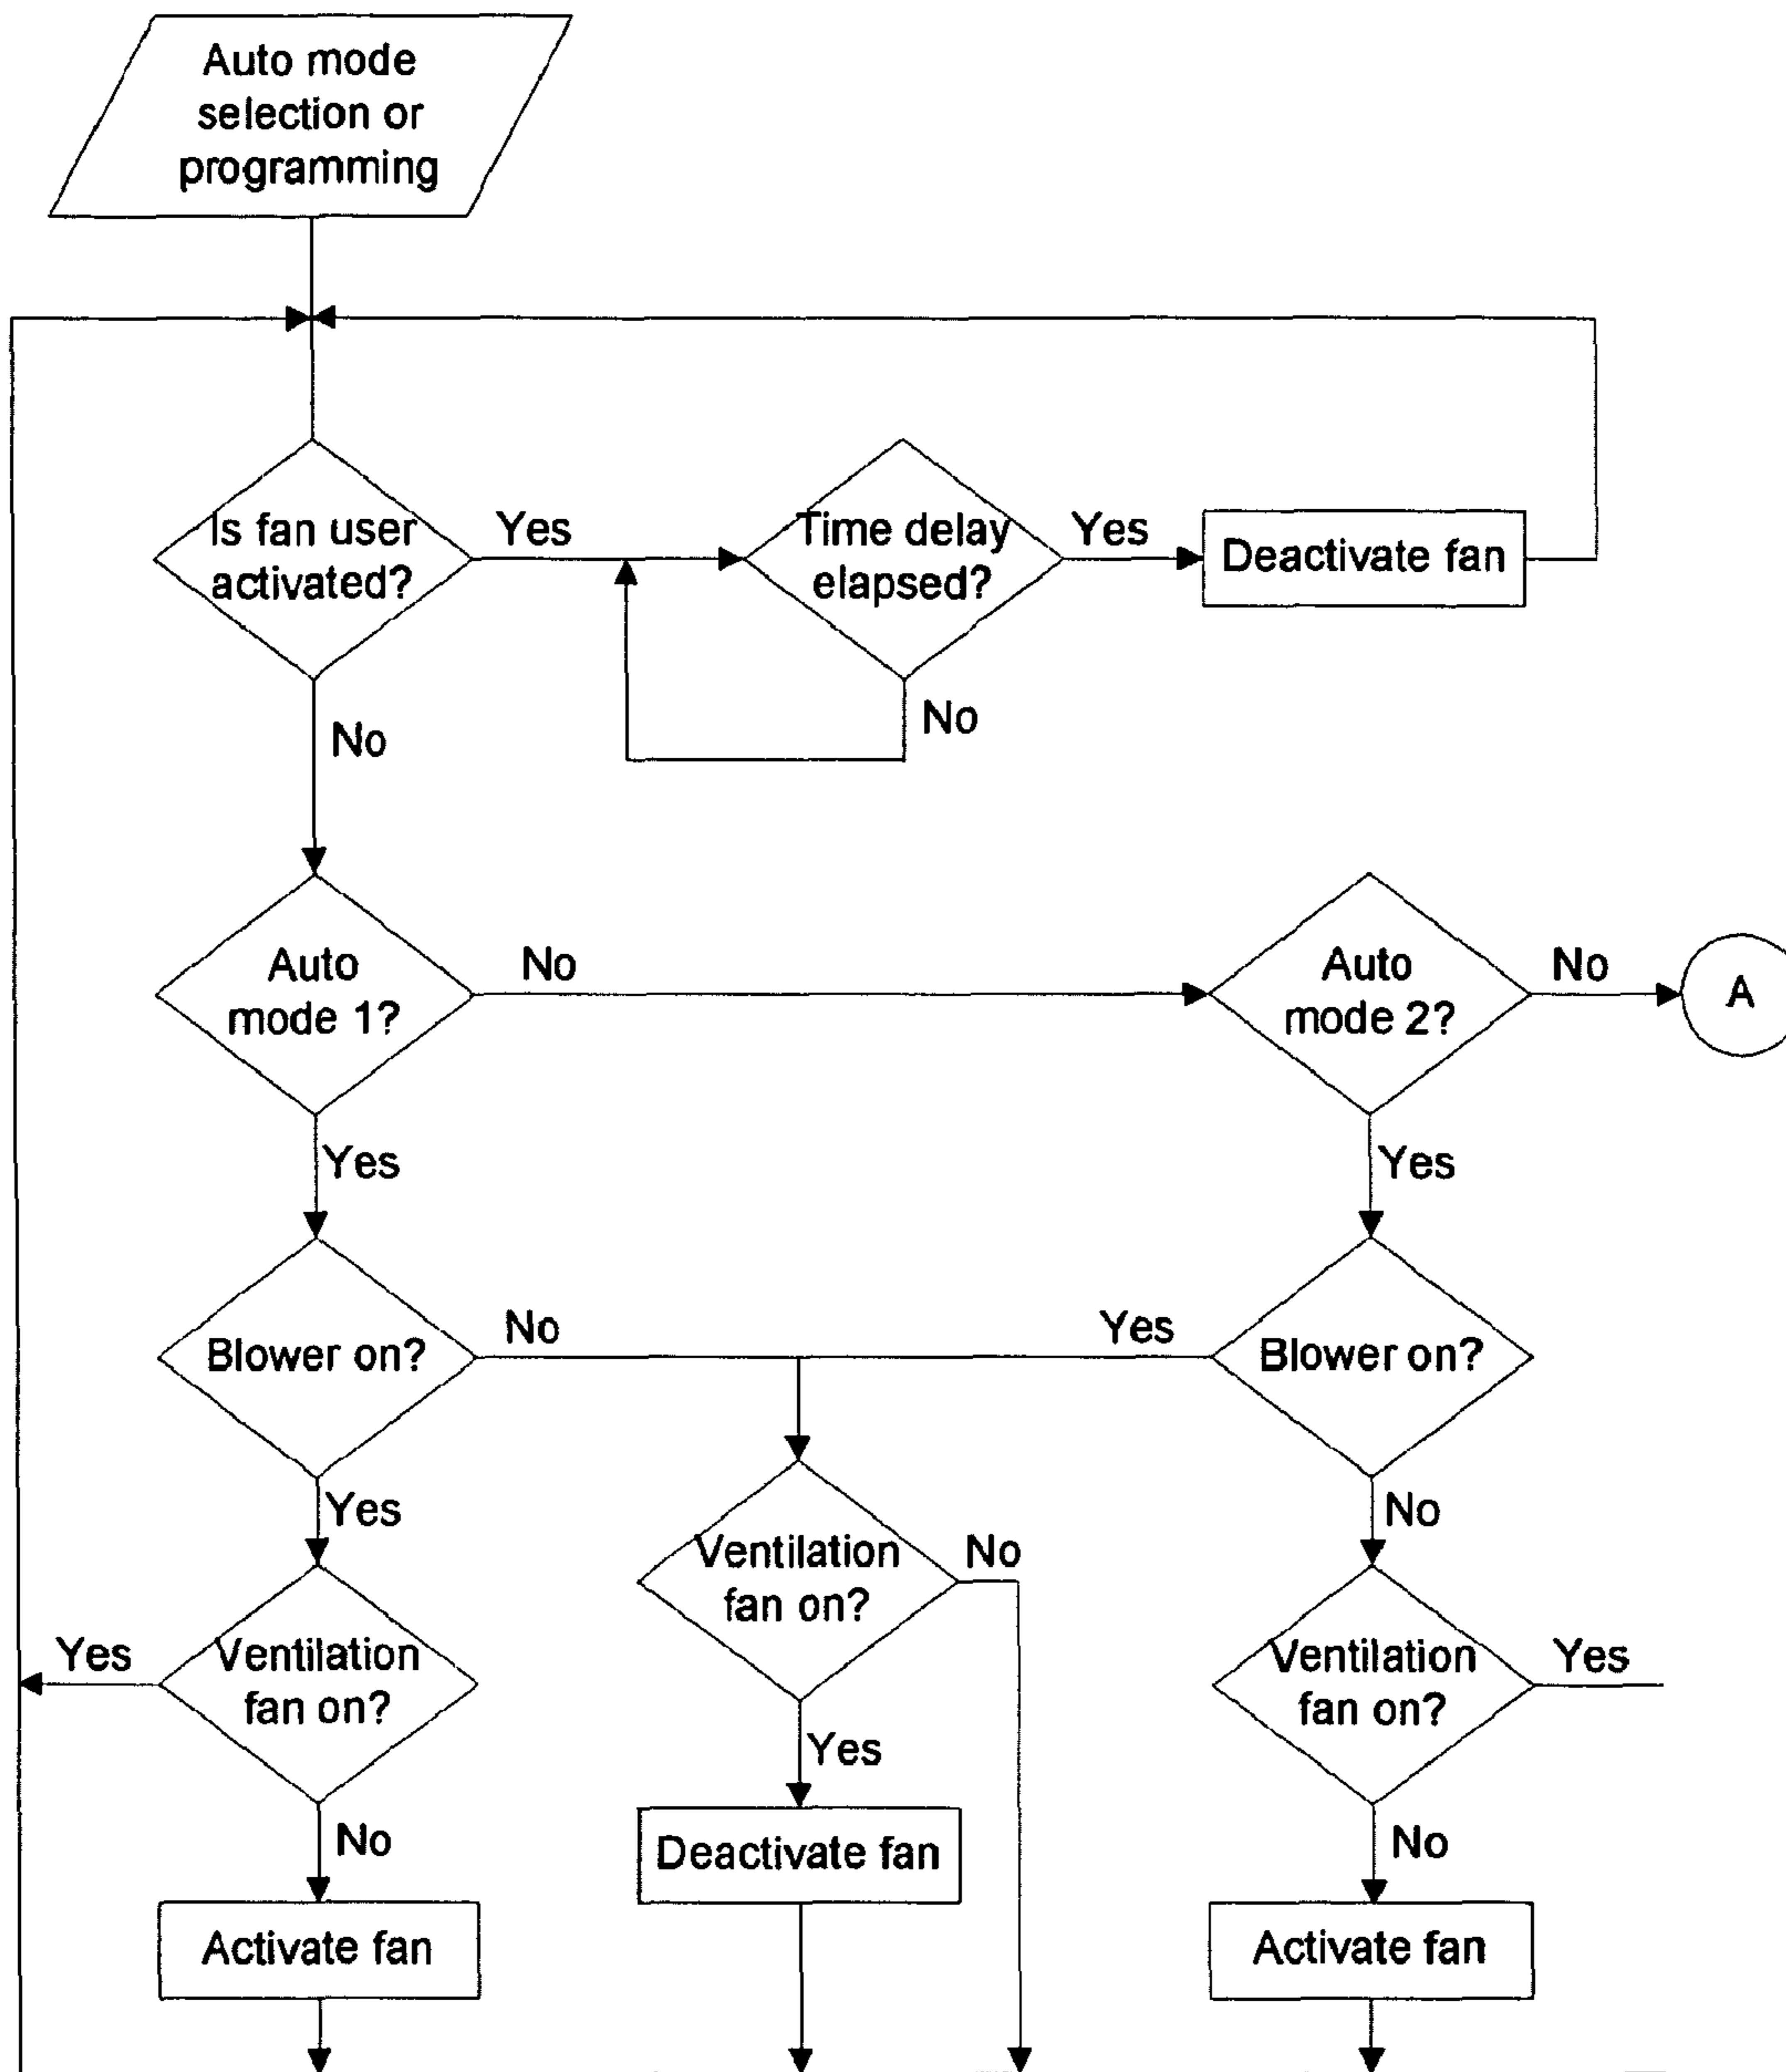 Auto mode
selection or
programming
Is fan user
activated?
Yes
Time delay
elapsed?
Yes
Deactivate fan
No
No
Auto
mode 1?
No
Auto
mode 2?
No
A
Yes
Yes
Blower on?
No
Yes
Blower on?
Yes
No
Ventilation
fan on?
No
Yes
Ventilation
fan on?
Ventilation
fan on?
Yes
Yes
Deactivate fan
No
No
Activate fan
Activate fan